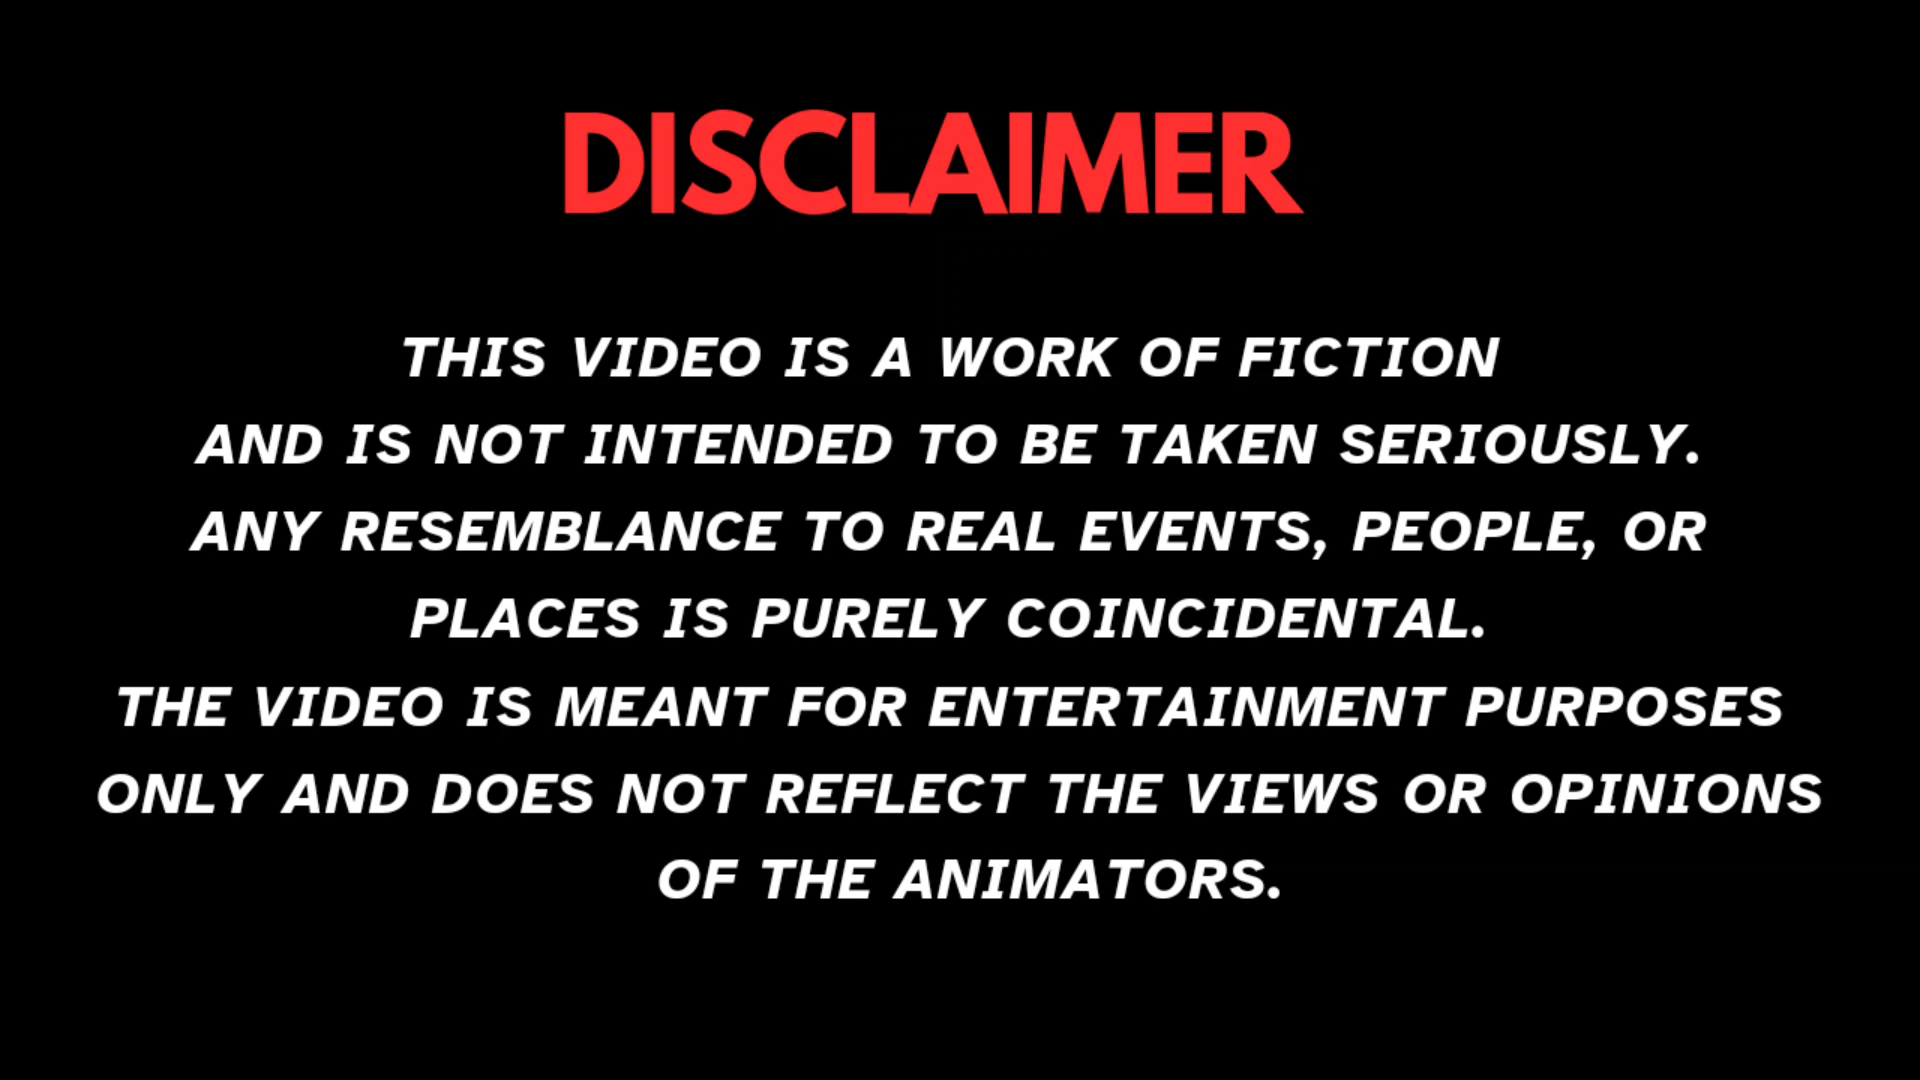 DISCLAIMER
THIS VIDEO IS A WORK OF FICTION
AND IS NOT INTENDED TO BE TAKEN SERIOUSLY.
ANY RESEMBLANCE TO REAL EVENTS, PEOPLE, OR
PLACES IS PURELY COINCIDENTAL.
THE VIDEO IS MEANT FOR ENTERTAINMENT PURPOSES
ONLY AND DOES NOT REFLECT THE VIEWS OR OPINIONS
OF THE ANIMATORS.